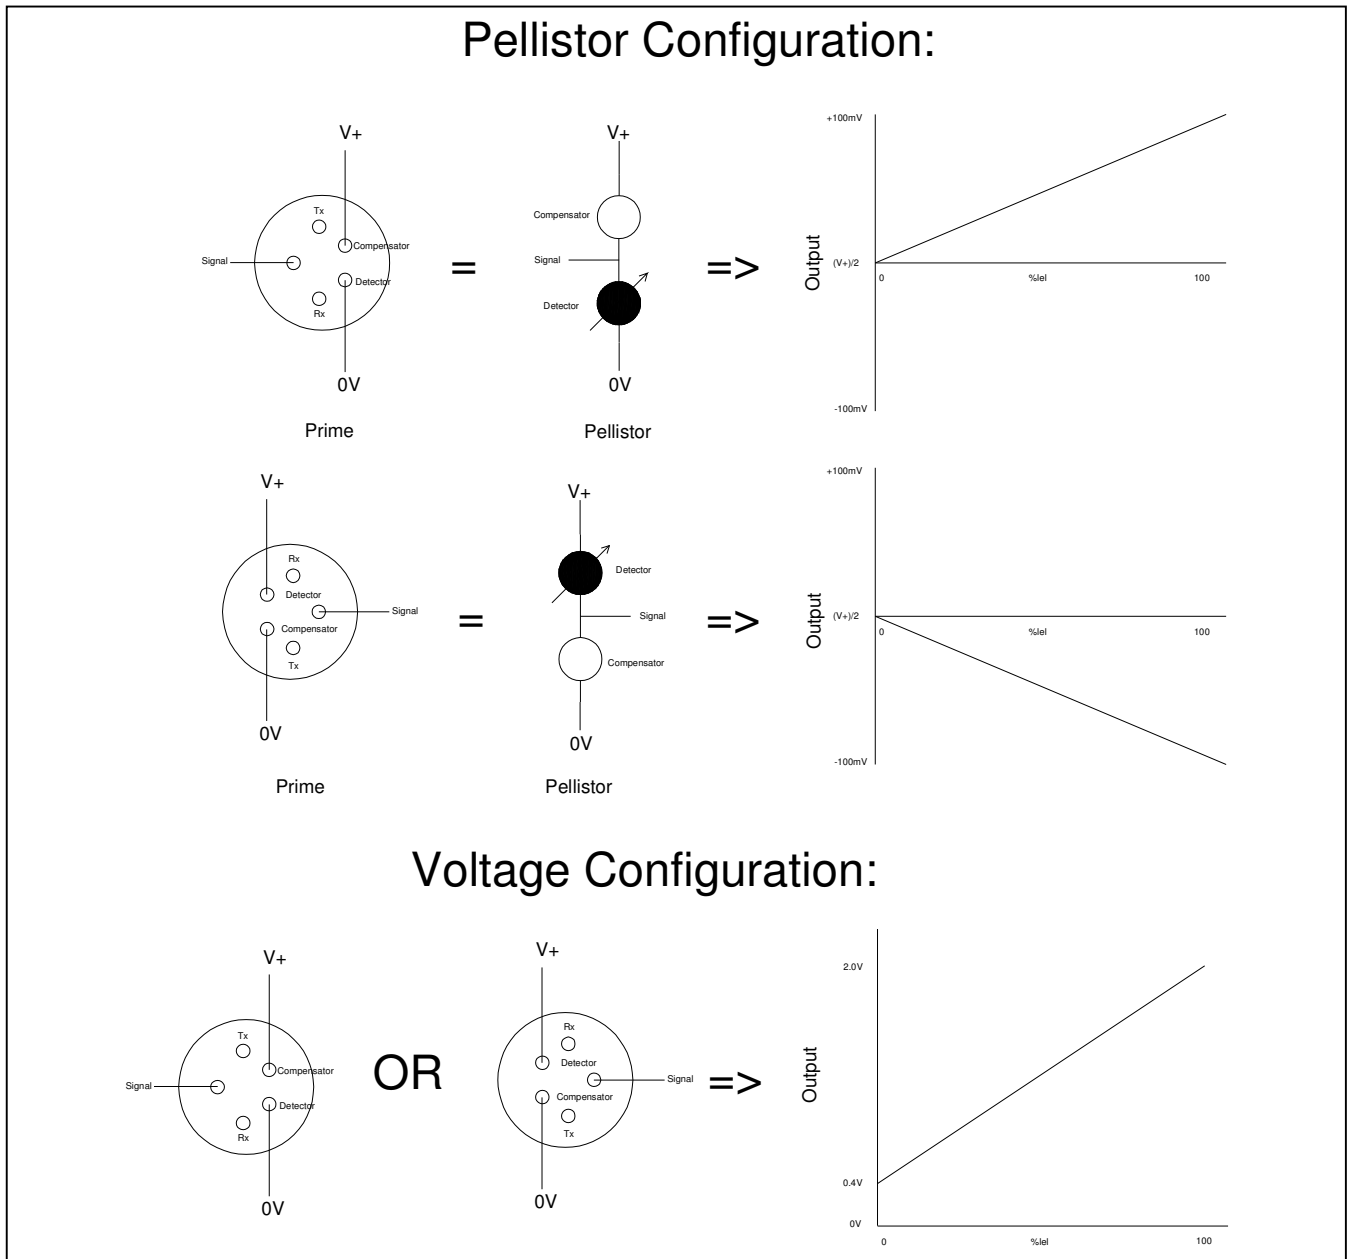 Pellistor Configuration:
V+
Tx
Compensator
Signal
Detector
Rx
0V
Prime
=
V+
Compensator
Signal
Detector
0V
Pellistor
=>
+100mV
Output
(V+)/2
0
%lel
100
-100mV
V+
Rx
Detector
Signal
Compensator
Tx
0V
Prime
=
V+
Detector
Signal
Compensator
0V
Pellistor
=>
+100mV
Output
(V+)/2
0
%lel
100
-100mV
Voltage Configuration:
V+
Tx
Compensator
Signal
Detector
Rx
0V
OR
V+
Rx
Detector
Signal
Compensator
Tx
0V
=>
2.0V
Output
0.4V
0V
0
%lel
100